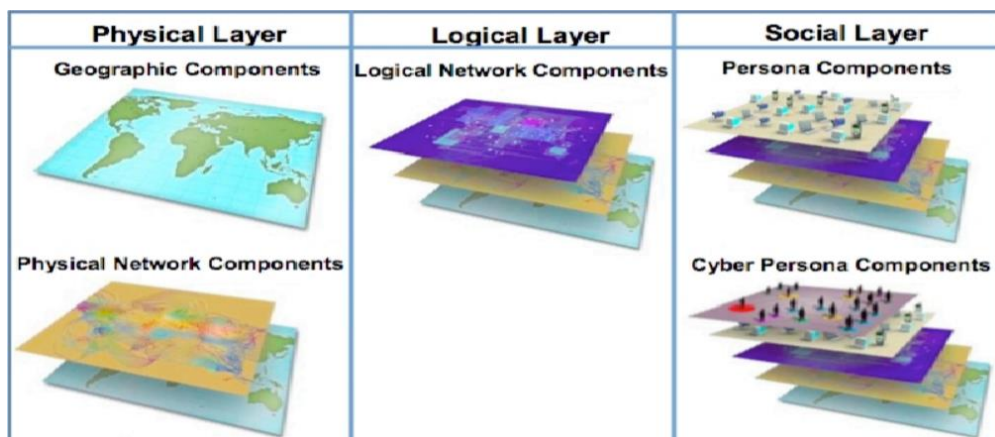 Physical Layer
Logical Layer
Social Layer
Geographic Components
Logical Network Components
Persona Components
Physical Network Components
Cyber Persona Components